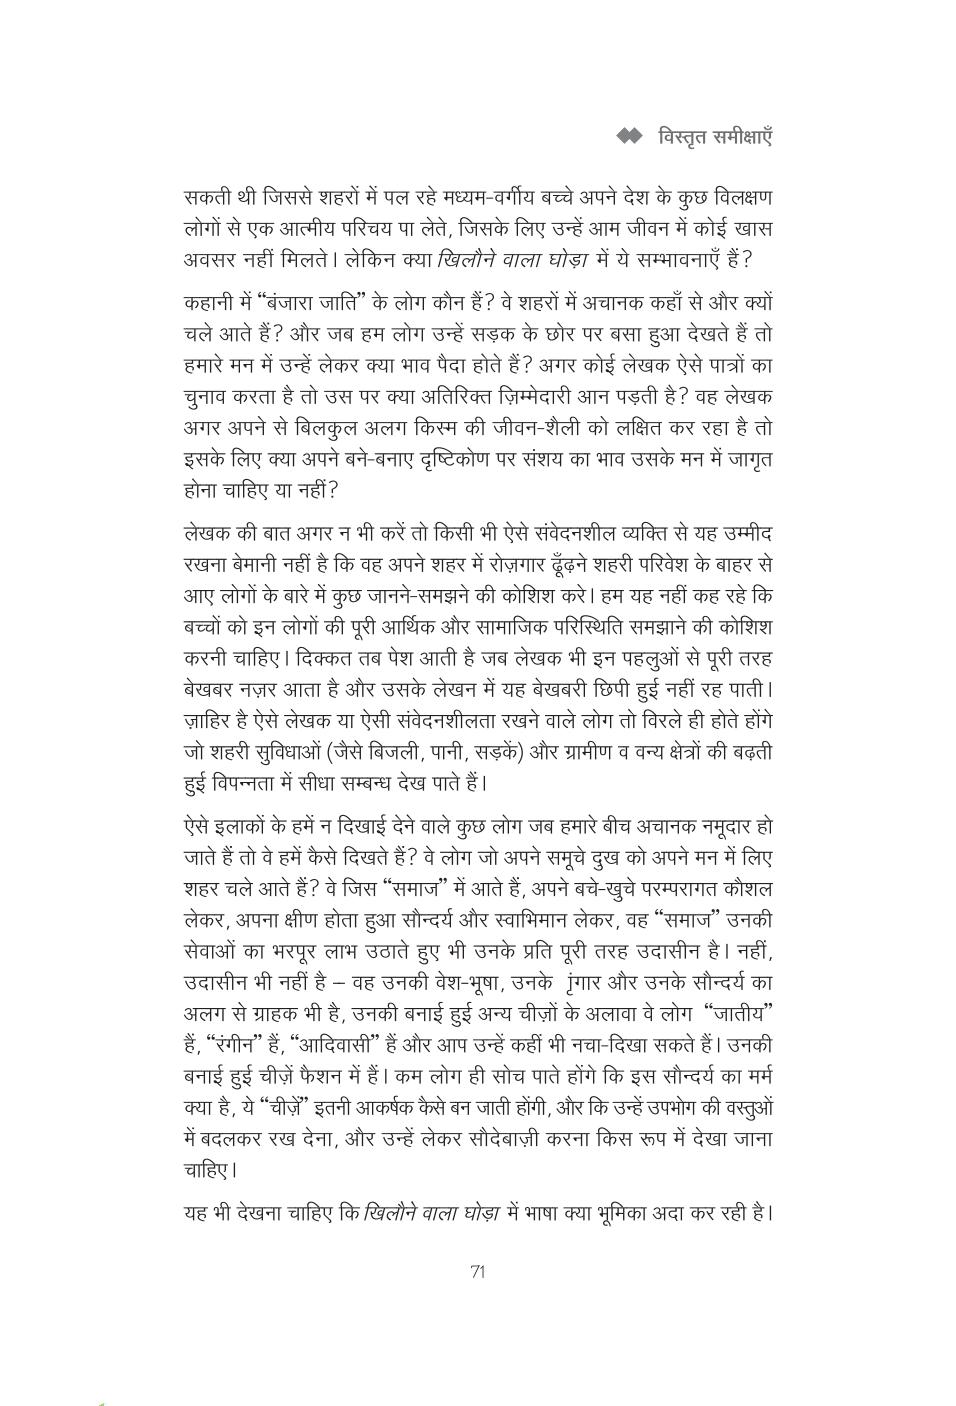 विस्तृत समीक्षाएँ
सकती थी जिससे शहरों में पल रहे मध्यम-वर्गीय बच्चे अपने देश के कुछ विलक्षण
लोगों से एक आत्मीय परिचय पा लेते, जिसके लिए उन्हें आम जीवन में कोई खास
अवसर नहीं मिलते। लेकिन क्या खिलौने वाला घोड़ा में ये सम्भावनाएँ हैं?
कहानी में “बंजारा जाति” के लोग कौन हैं? वे शहरों में अचानक कहाँ से और क्यों
चले आते हैं? और जब हम लोग उन्हें सड़क के छोर पर बसा हुआ देखते हैं तो
हमारे मन में उन्हें लेकर क्या भाव पैदा होते हैं? अगर कोई लेखक ऐसे पात्रों का
चुनाव करता है तो उस पर क्या अतिरिक्त ज़िम्मेदारी आन पड़ती है? वह लेखक
अगर अपने से बिलकुल अलग किस्म की जीवन-शैली को लक्षित कर रहा है तो
इसके लिए क्या अपने बने-बनाए दृष्टिकोण पर संशय का भाव उसके मन में जागृत
होना चाहिए या नहीं?
लेखक की बात अगर न भी करें तो किसी भी ऐसे संवेदनशील व्यक्ति से यह उम्मीद
रखना बेमानी नहीं है कि वह अपने शहर में रोज़गार ढूँढ़ने शहरी परिवेश के बाहर से
आए लोगों के बारे में कुछ जानने-समझने की कोशिश करे। हम यह नहीं कह रहे कि
बच्चों को इन लोगों की पूरी आर्थिक और सामाजिक परिस्थिति समझाने की कोशिश
करनी चाहिए। दिक्कत तब पेश आती है जब लेखक भी इन पहलुओं से पूरी तरह
बेखबर नज़र आता है और उसके लेखन में यह बेखबरी छिपी हुई नहीं रह पाती।
ज़ाहिर है ऐसे लेखक या ऐसी संवेदनशीलता रखने वाले लोग तो विरले ही होते होंगे
जो शहरी सुविधाओं (जैसे बिजली, पानी, सड़कें) और ग्रामीण व वन्य क्षेत्रों की बढ़ती
हुई विपन्नता में सीधा सम्बन्ध देख पाते हैं।
ऐसे इलाकों के हमें न दिखाई देने वाले कुछ लोग जब हमारे बीच अचानक नमूदार हो
जाते हैं तो वे हमें कैसे दिखते हैं? वे लोग जो अपने समूचे दुख को अपने मन में लिए
शहर चले आते हैं? वे जिस “समाज” में आते हैं, अपने बचे-खुचे परम्परागत कौशल
लेकर, अपना क्षीण होता हुआ सौन्दर्य और स्वाभिमान लेकर, वह “समाज” उनकी
सेवाओं का भरपूर लाभ उठाते हुए भी उनके प्रति पूरी तरह उदासीन है। नहीं,
उदासीन भी नहीं है – वह उनकी वेश-भूषा, उनके ृंगार और उनके सौन्दर्य का
अलग से ग्राहक भी है, उनकी बनाई हुई अन्य चीज़ों के अलावा वे लोग “जातीय”
हैं, “रंगीन” हैं, “आदिवासी” हैं और आप उन्हें कहीं भी नचा-दिखा सकते हैं। उनकी
बनाई हुई चीज़ें फ़ैशन में हैं। कम लोग ही सोच पाते होंगे कि इस सौन्दर्य का मर्म
क्या है, ये “चीज़ें” इतनी आकर्षक कैसे बन जाती होंगी, और कि उन्हें उपभोग की वस्तुओं
में बदलकर रख देना, और उन्हें लेकर सौदेबाज़ी करना किस रूप में देखा जाना
चाहिए।
यह भी देखना चाहिए कि खिलौने वाला घोड़ा में भाषा क्या भूमिका अदा कर रही है।
71